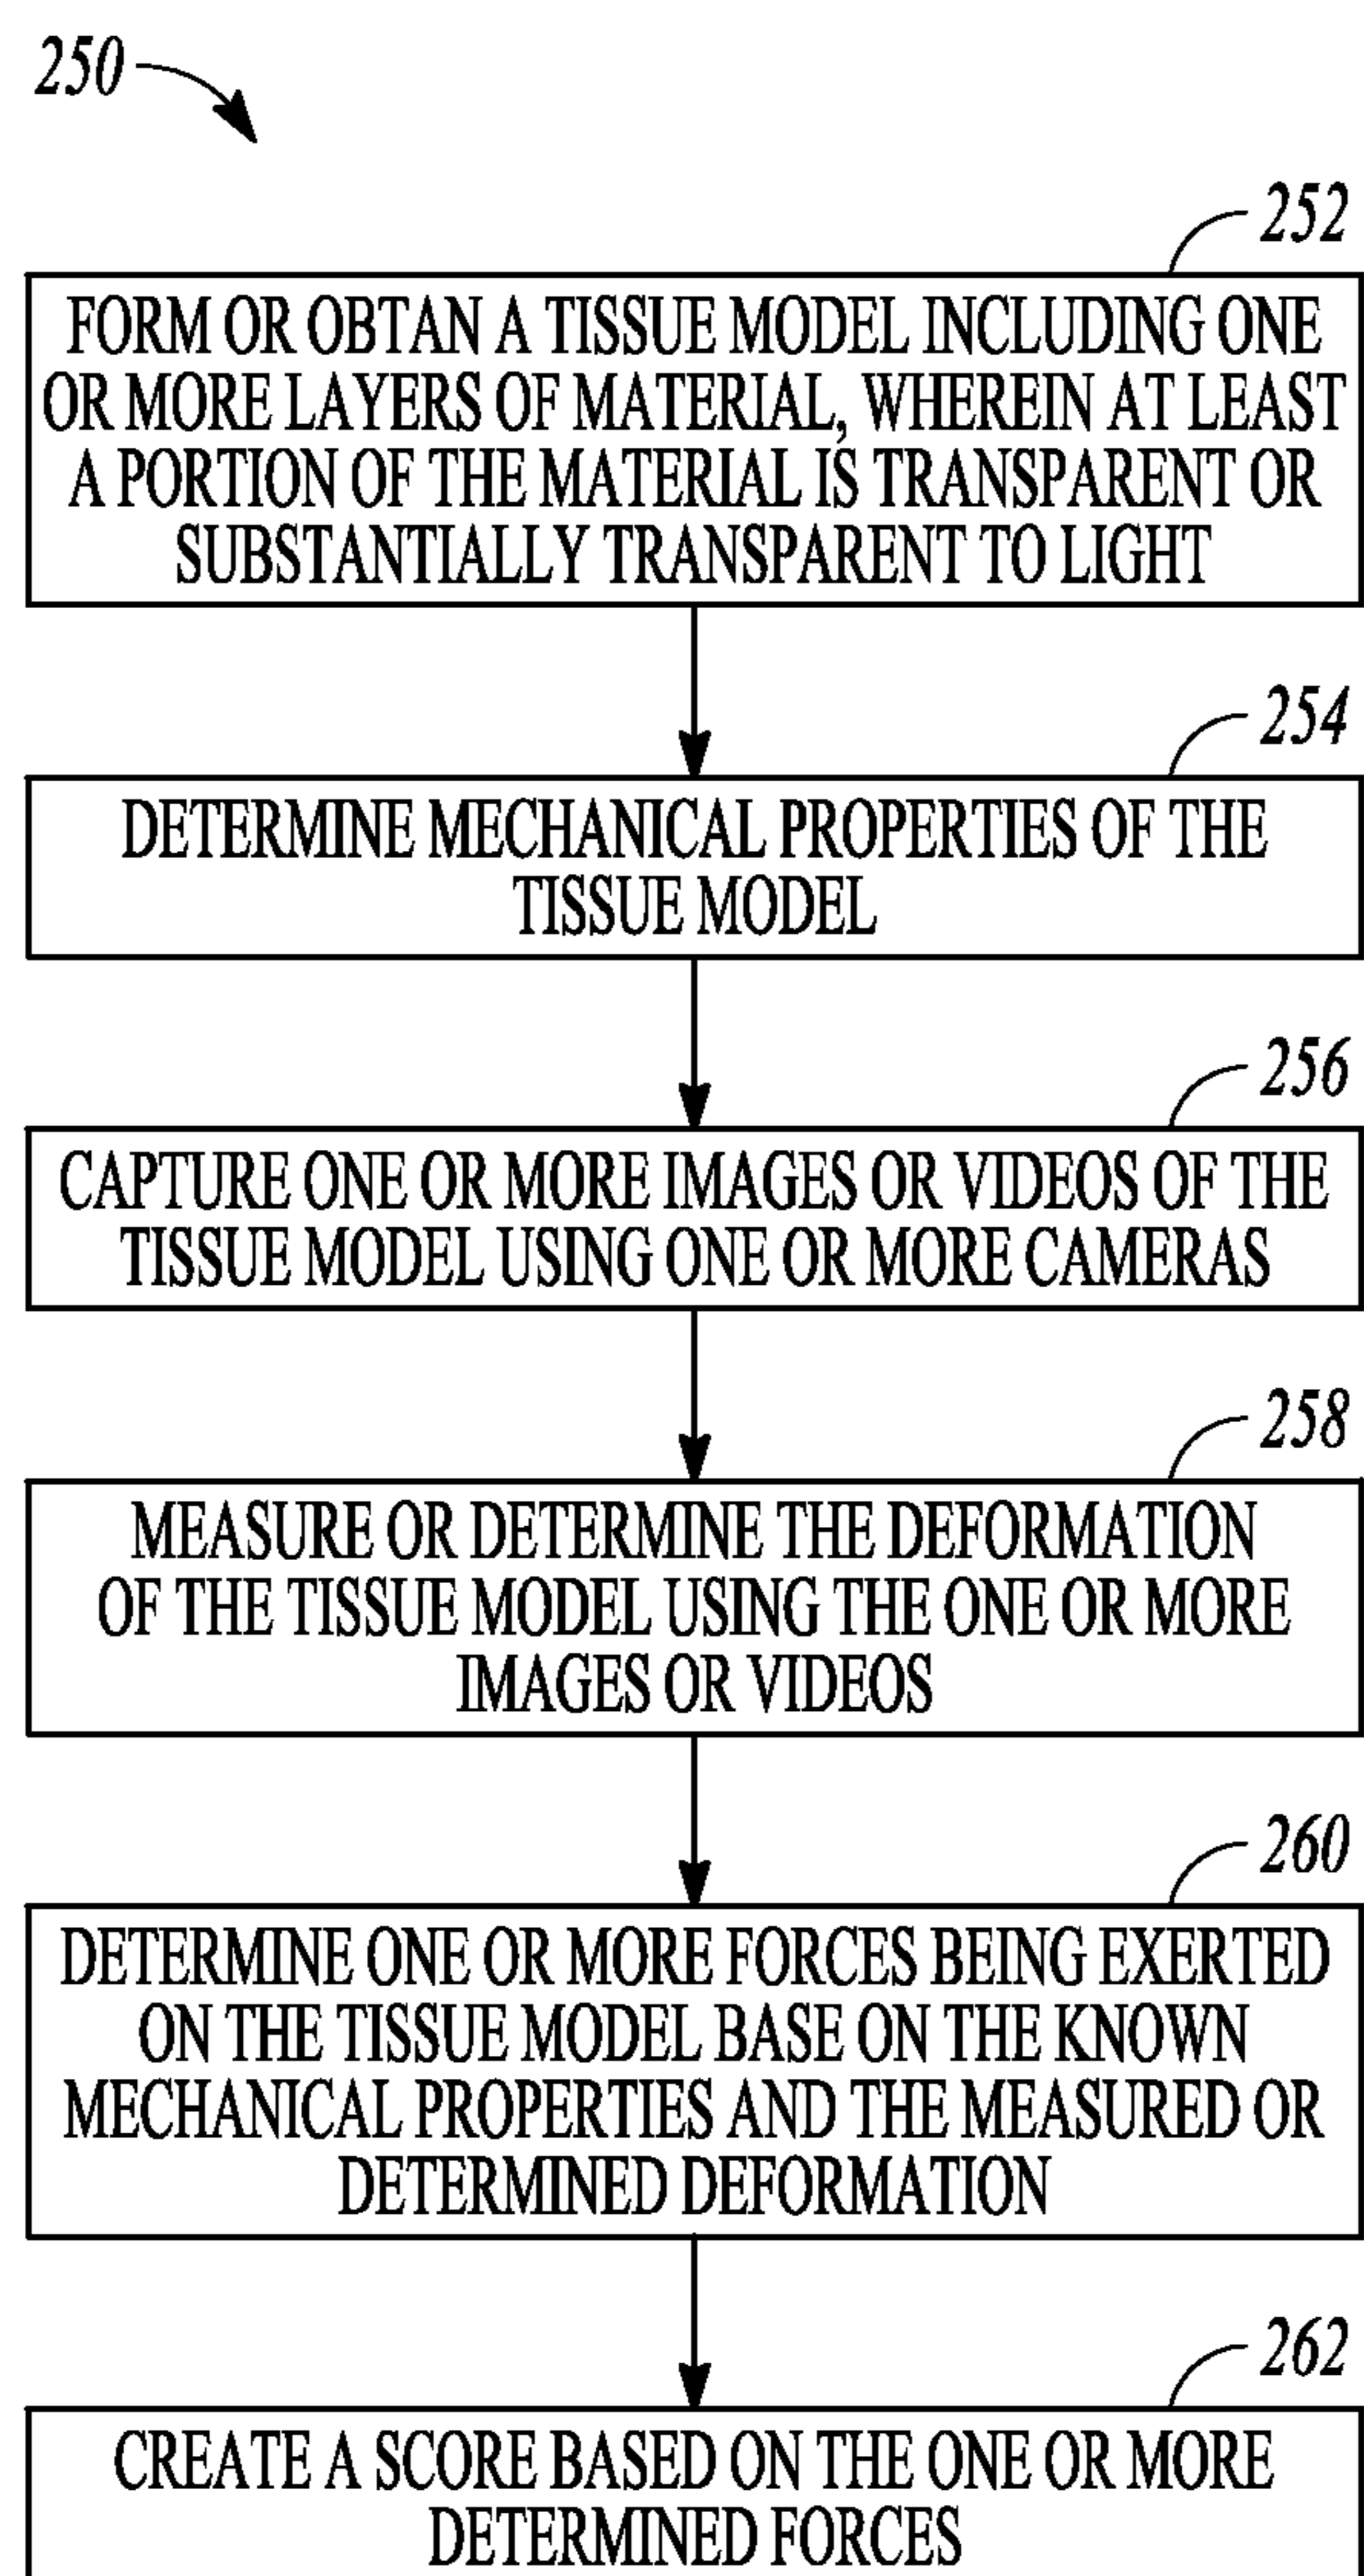 250
252
FORM OR OBTAN A TISSUE MODEL INCLUDING ONE
OR MORE LAYERS OF MATERIAL, WHEREIN AT LEAST
A PORTION OF THE MATERIAL IS TRANSPARENT OR
SUBSTANTIALLY TRANSPARENT TO LIGHT
254
DETERMINE MECHANICAL PROPERTIES OF THE
TISSUE MODEL
256
CAPTURE ONE OR MORE IMAGES OR VIDEOS OF THE
TISSUE MODEL USING ONE OR MORE CAMERAS
258
MEASURE OR DETERMINE THE DEFORMATION
OF THE TISSUE MODEL USING THE ONE OR MORE
IMAGES OR VIDEOS
260
DETERMINE ONE OR MORE FORCES BEING EXERTED
ON THE TISSUE MODEL BASE ON THE KNOWN
MECHANICAL PROPERTIES AND THE MEASURED OR
DETERMINED DEFORMATION
262
CREATE A SCORE BASED ON THE ONE OR MORE
DETERMINED FORCES